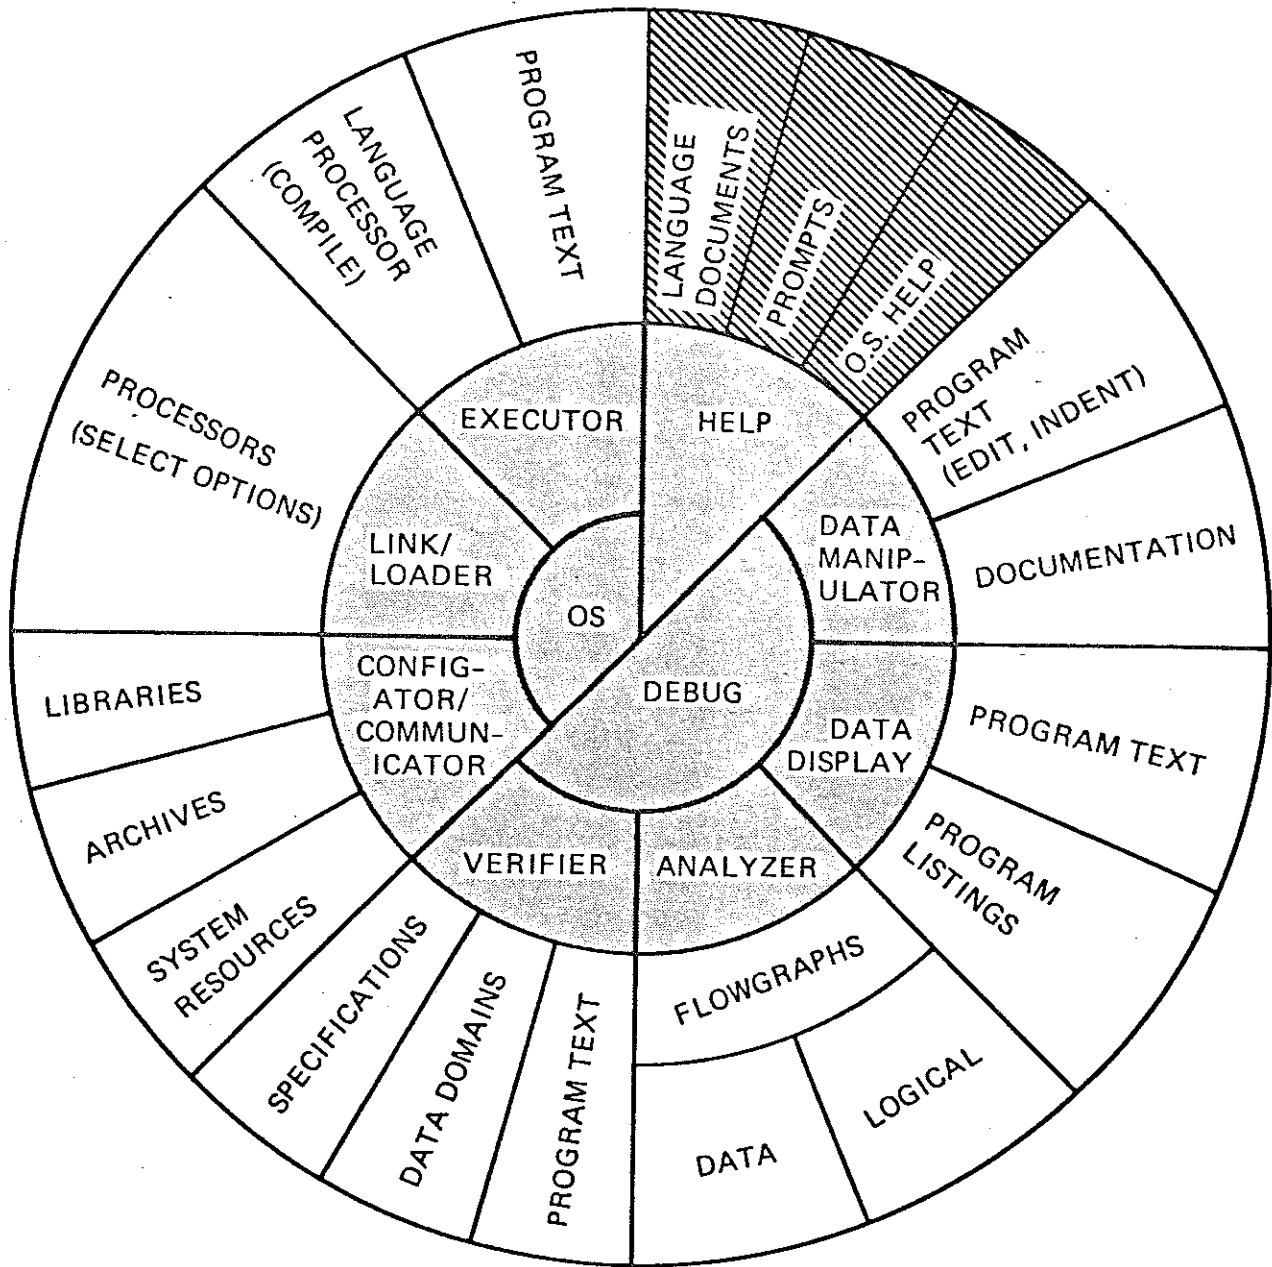 PROGRAM TEXT
LANGUAGE
PROCESSOR
(COMPILE)
LANGUAGE
DOCUMENTS
PROMPTS
O.S. HELP
PROGRAM
TEXT
(EDIT, INDENT)
DOCUMENTATION
PROCESSORS
(SELECT OPTIONS)
EXECUTOR
HELP
LINK/
LOADER
OS
DATA
MANIP-
ULATOR
CONFIG-
ATOR/
COMMUN-
ICATOR
DEBUG
DATA
DISPLAY
VERIFIER
ANALYZER
PROGRAM TEXT
PROGRAM
LISTINGS
LIBRARIES
ARCHIVES
SYSTEM
RESOURCES
SPECIFICATIONS
DATA DOMAINS
PROGRAM TEXT
FLOWGRAPHS
DATA
LOGICAL